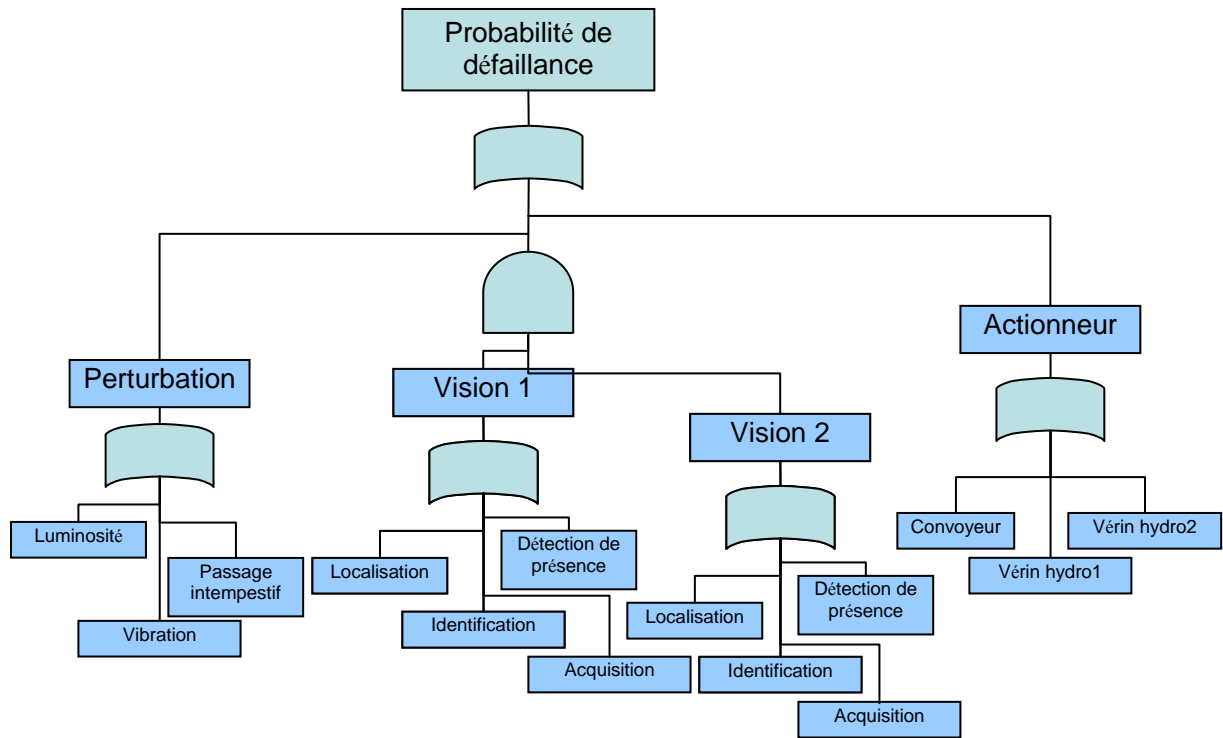 Probabilité de
défaillance
Perturbation
Luminosité
Passage
intempestif
Vibration
Vision 1
Localisation
Détection de
présence
Identification
Acquisition
Vision 2
Localisation
Détection de
présence
Identification
Acquisition
Actionneur
Convoyeur
Vérin hydro2
Vérin hydro1